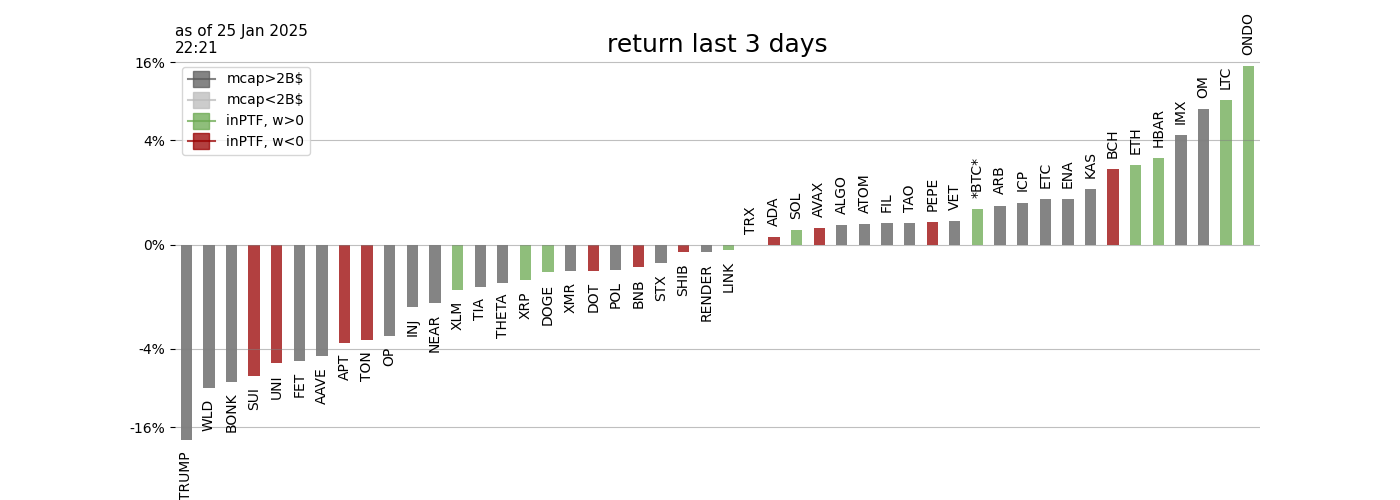 as of 25 Jan 2025
22:21
return last 3 days
16%
4%
0%
-4%
-16%
mcap>2B$
mcap<2B$
inPTF, w>0
inPTF, w<0
TRUMP
WLD
BONK
SUI
UNI
FET
AAVE
APT
TON
OP
INJ
NEAR
XLM
TIA
THETA
XRP
DOGE
XMR
DOT
POL
BNB
STX
SHIB
RENDER
LINK
TRX
ADA
SOL
AVAX
ALGO
ATOM
FIL
TAO
PEPE
VET
*BTC*
ARB
ICP
ETC
ENA
KAS
BCH
ETH
HBAR
IMX
OM
LTC
ONDO